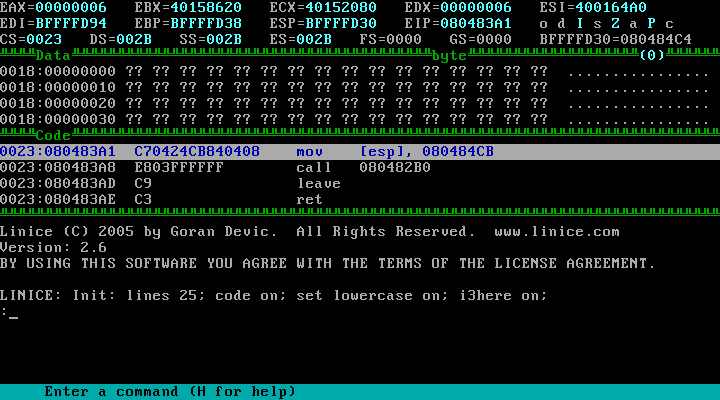 EAX=00000006 EBX=40158620 ECX=40152080 EDX=00000006 ESI=400164A0
EDI=BFFFFD94 EBP=BFFFFD38 ESP=BFFFFD30 EIP=080483A1 o d I s Z a P c
CS=0023 DS=002B SS=002B ES=002B FS=0000 GS=0000 BFFFFD30=080484C4
Data byte (0)
0018:00000000 ?? ?? ?? ?? ?? ?? ?? ?? ?? ?? ?? ?? ?? ?? ?? ?? ................
0018:00000010 ?? ?? ?? ?? ?? ?? ?? ?? ?? ?? ?? ?? ?? ?? ?? ?? ................
0018:00000020 ?? ?? ?? ?? ?? ?? ?? ?? ?? ?? ?? ?? ?? ?? ?? ?? ................
0018:00000030 ?? ?? ?? ?? ?? ?? ?? ?? ?? ?? ?? ?? ?? ?? ?? ?? ................
Code
0023:080483A1 C70424CB840408 mov [esp], 080484CB
0023:080483A8 E803FFFFFF call 080482B0
0023:080483AD C9 leave
0023:080483AE C3 ret
Linice (C) 2005 by Goran Devic. All Rights Reserved. www.linice.com
Version: 2.6
BY USING THIS SOFTWARE YOU AGREE WITH THE TERMS OF THE LICENSE AGREEMENT.
LINICE: Init: lines 25; code on; set lowercase on; i3here on;
:_
Enter a command (H for help)